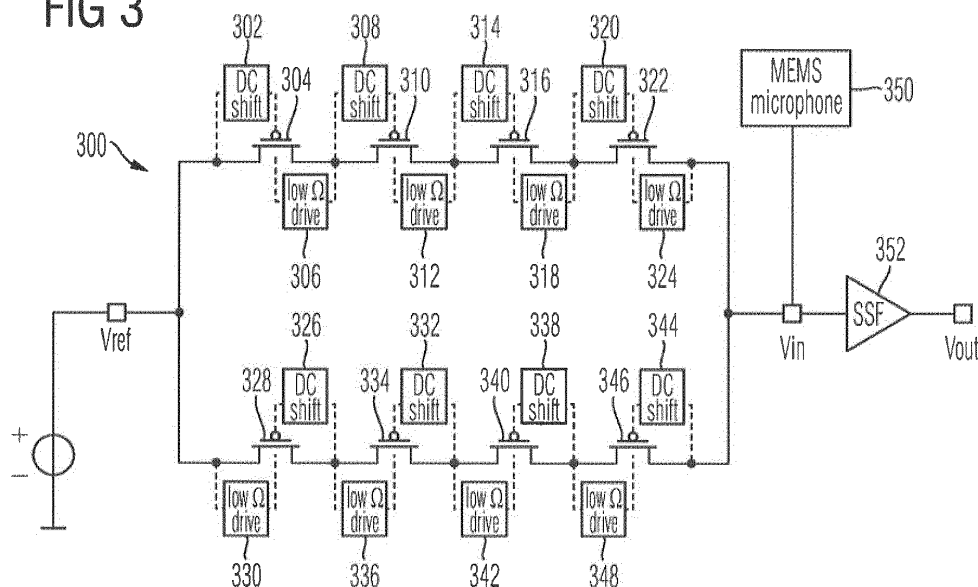 FIG 3
302 308 314 320
DC shift DC shift DC shift DC shift
304 310 316 322
MEMS microphone
350
300
low Ω drive low Ω drive low Ω drive low Ω drive
306 312 318 324
352
SSF
Vref
Vin
Vout
326 332 338 344
328 334 340 346
DC shift DC shift DC shift DC shift
+
−
low Ω drive low Ω drive low Ω drive low Ω drive
330 336 342 348